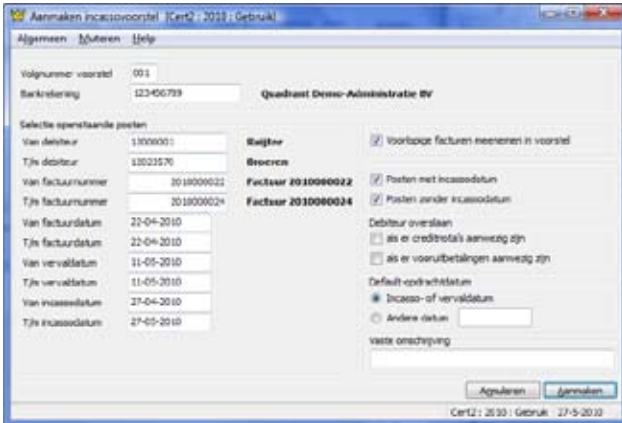 Aanmaken incassovoorstel (Cert2 : 2010 : Gebruik)
Algemeen Muteren Help
Volgnummer voorstel 001
Bankrekening 123456789 Quadrant Demo-Administratie BV
Selectie openstaande posten
Van debiteur Ruijter
T/m debiteur Broeren
Van factuurnummer 2010000022 Factuur 2010000022
T/m factuurnummer 2010000024 Factuur 2010000024
Van factuurdatum 22-04-2010
T/m factuurdatum 22-04-2010
Van vervaldatum 11-05-2010
T/m vervaldatum 11-05-2010
Van incassodatum 27-04-2010
T/m incassodatum 27-05-2010
Voorlopige facturen meenemen in voorstel
Posten met incassodatum
Posten zonder incassodatum
Debiteur overslaan
als er creditnota's aanwezig zijn
als er vooruitbetalingen aanwezig zijn
Default-opdrachtdatum
Incasso- of vervaldatum
Andere datum
Vaste omschrijving
Annuleren Aanmaken
Cert2 : 2010 : Gebruik 27-5-2010